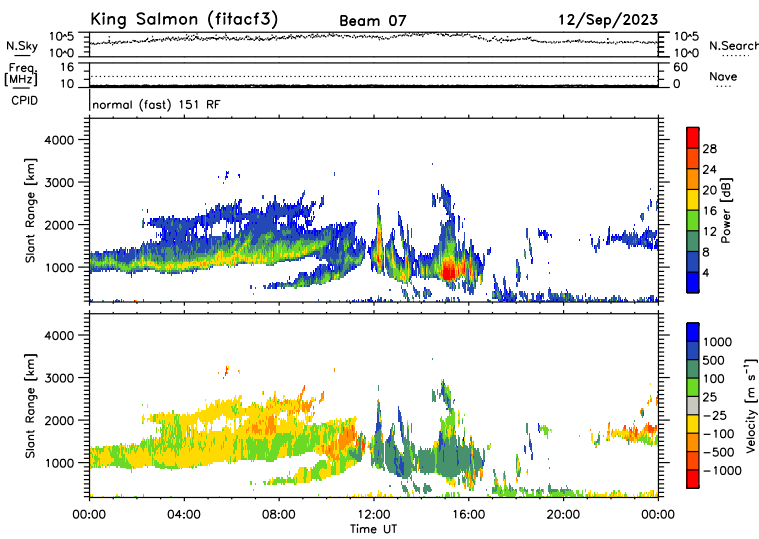 King Salmon (fitacf3) Beam 07 12/Sep/2023
N.Sky 10^5 10^0 10^5 10^0 N.Search
Freq [MHz] 16 10 60 0 Nave
CPID normal (fast) 151 RF
Slant Range [km] 4000 3000 2000 1000
Power [dB] 28 24 20 16 12 8 4
Slant Range [km] 4000 3000 2000 1000
Velocity [m s⁻¹] 1000 500 100 25 −25 −100 −500 −1000
00:00 04:00 08:00 12:00 16:00 20:00 00:00
Time UT